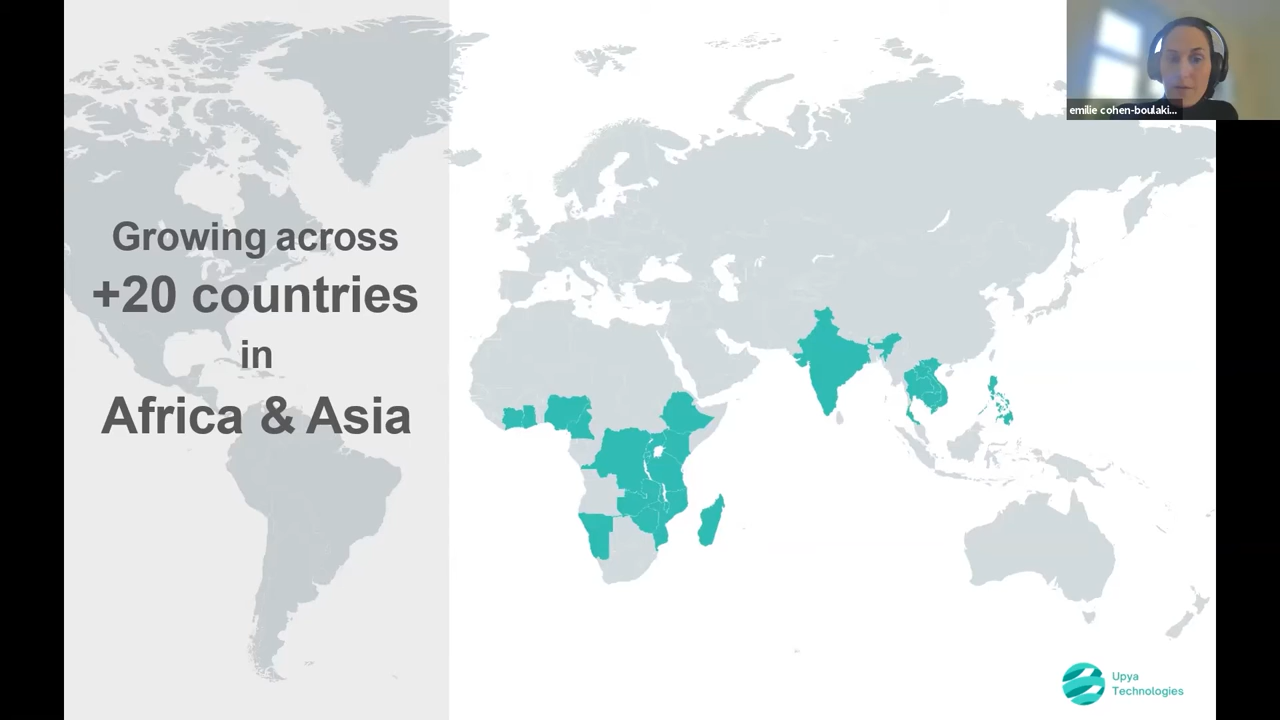 emilie cohen-boulaki...
Growing across
+20 countries
in
Africa & Asia
Upya
Technologies